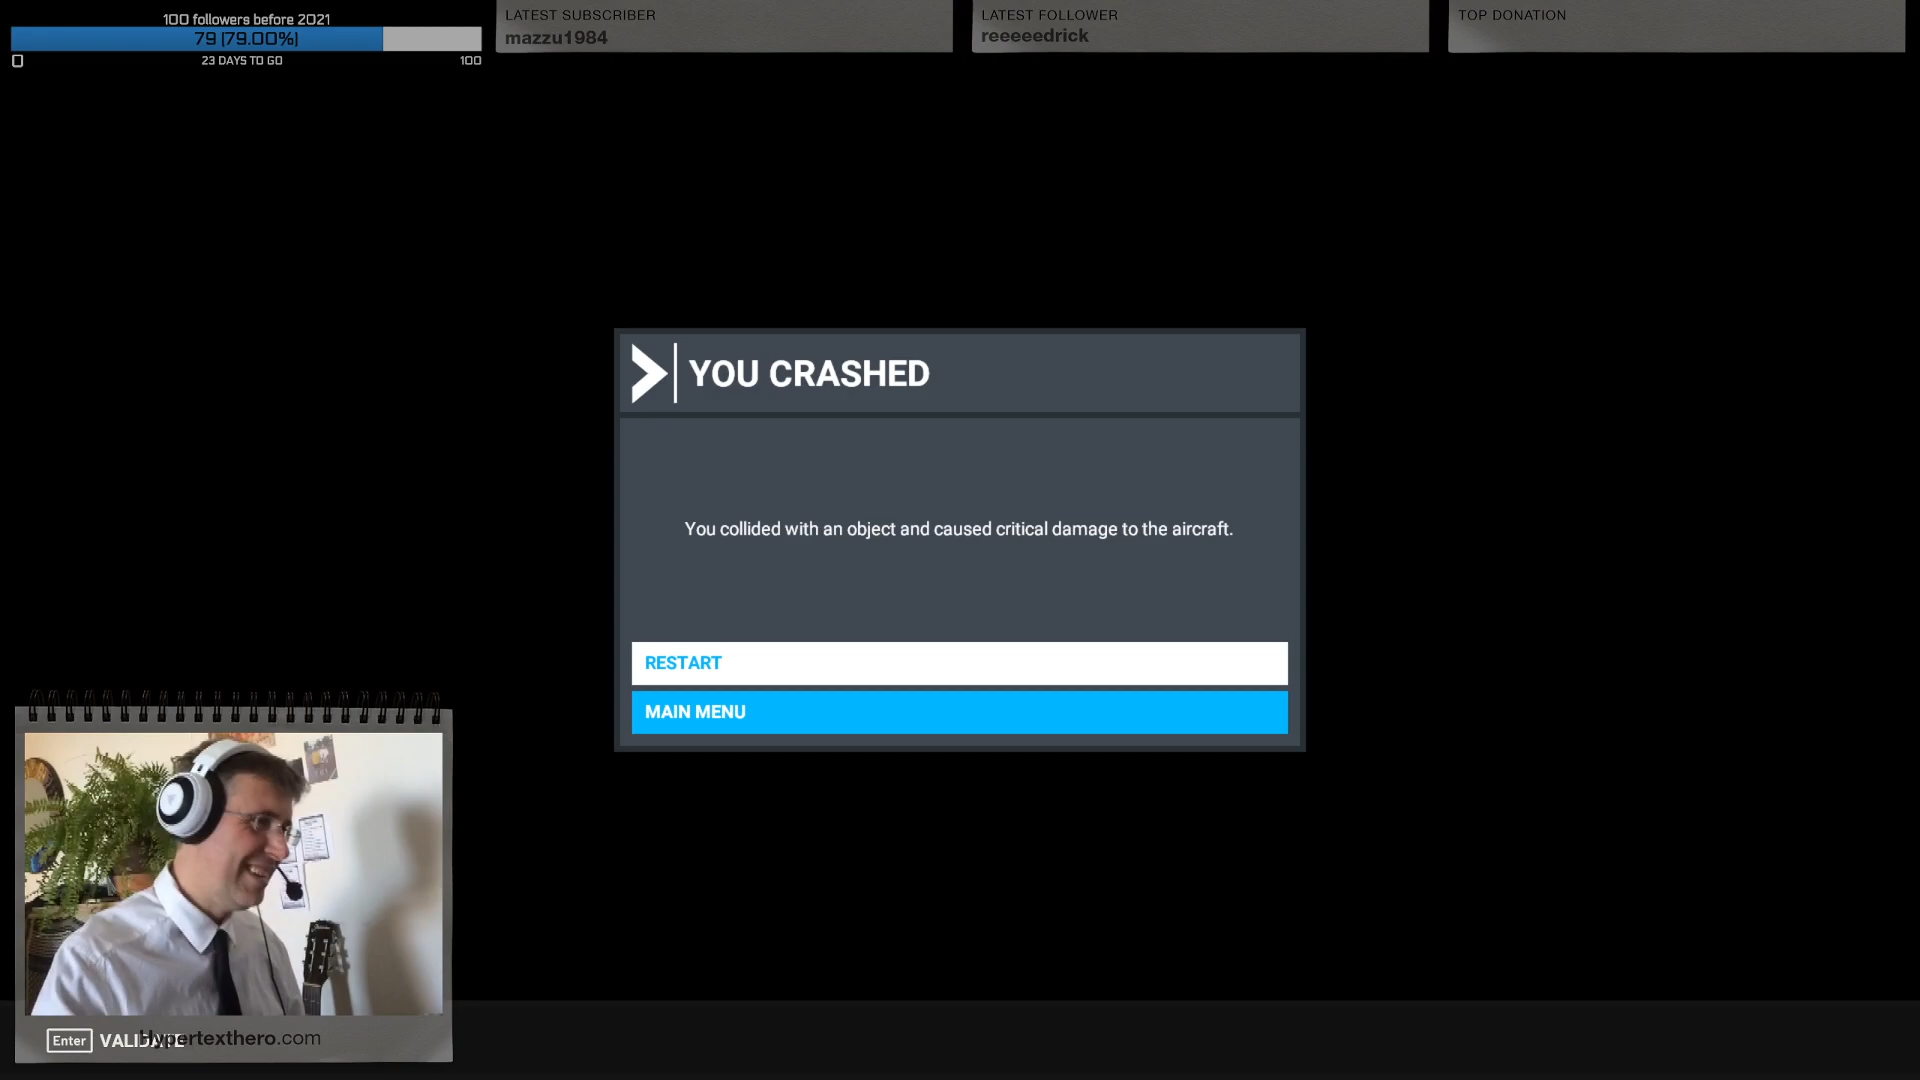 100 followers before 2021
79 (79.00%)
0
23 DAYS TO GO
100
LATEST SUBSCRIBER
mazzu1984
LATEST FOLLOWER
reeeeedrick
TOP DONATION
YOU CRASHED
You collided with an object and caused critical damage to the aircraft.
RESTART
MAIN MENU
Enter VALIDATE
Hypertexthero.com